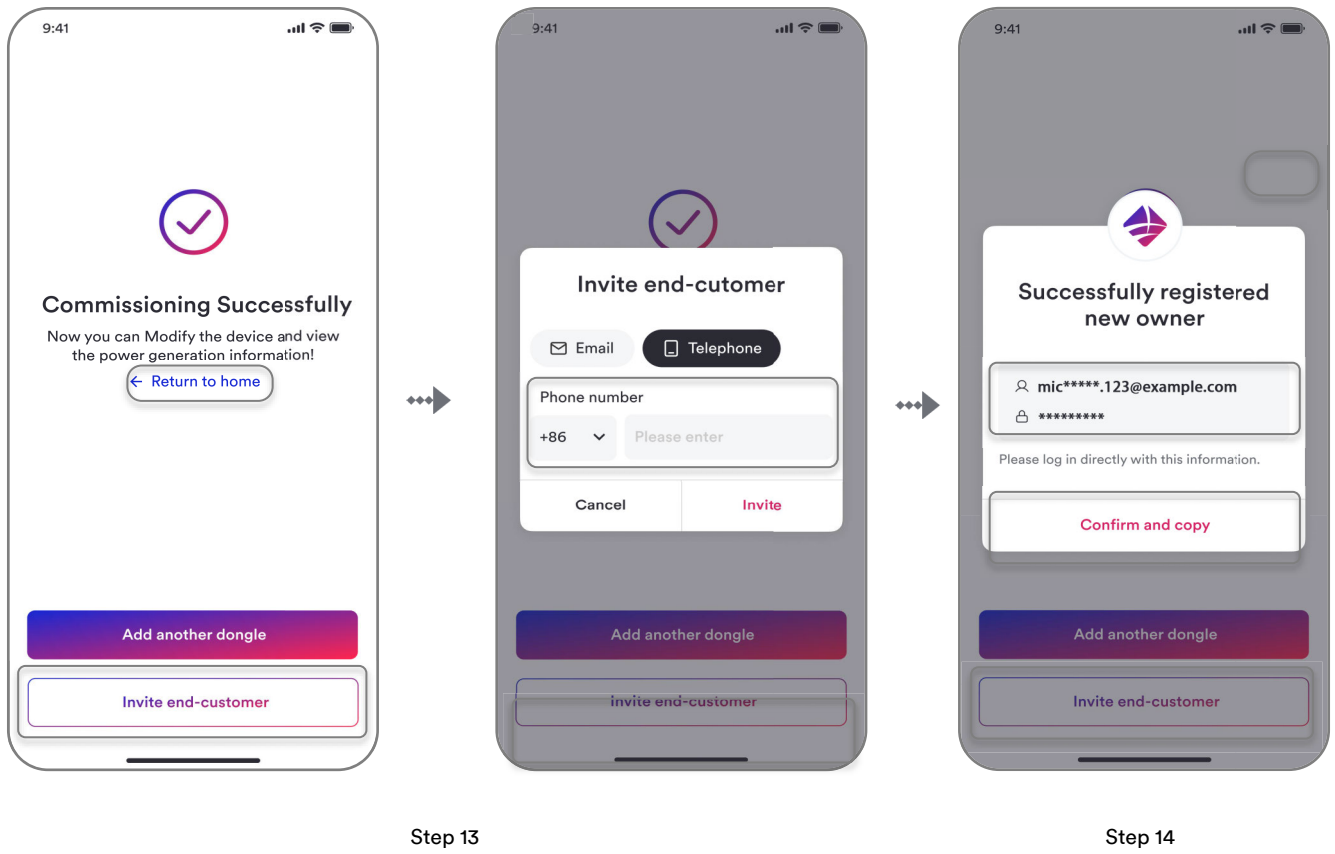 9:41
Commissioning Successfully
Now you can Modify the device and view
the power generation information!
← Return to home
Add another dongle
Invite end-customer
9:41
Invite end-cutomer
Email
Telephone
Phone number
+86
Please enter
Cancel
Invite
Add another dongle
Invite end-customer
9:41
Successfully registered
new owner
mic*****.123@example.com
*********
Please log in directly with this information.
Confirm and copy
Add another dongle
Invite end-customer
Step 13
Step 14